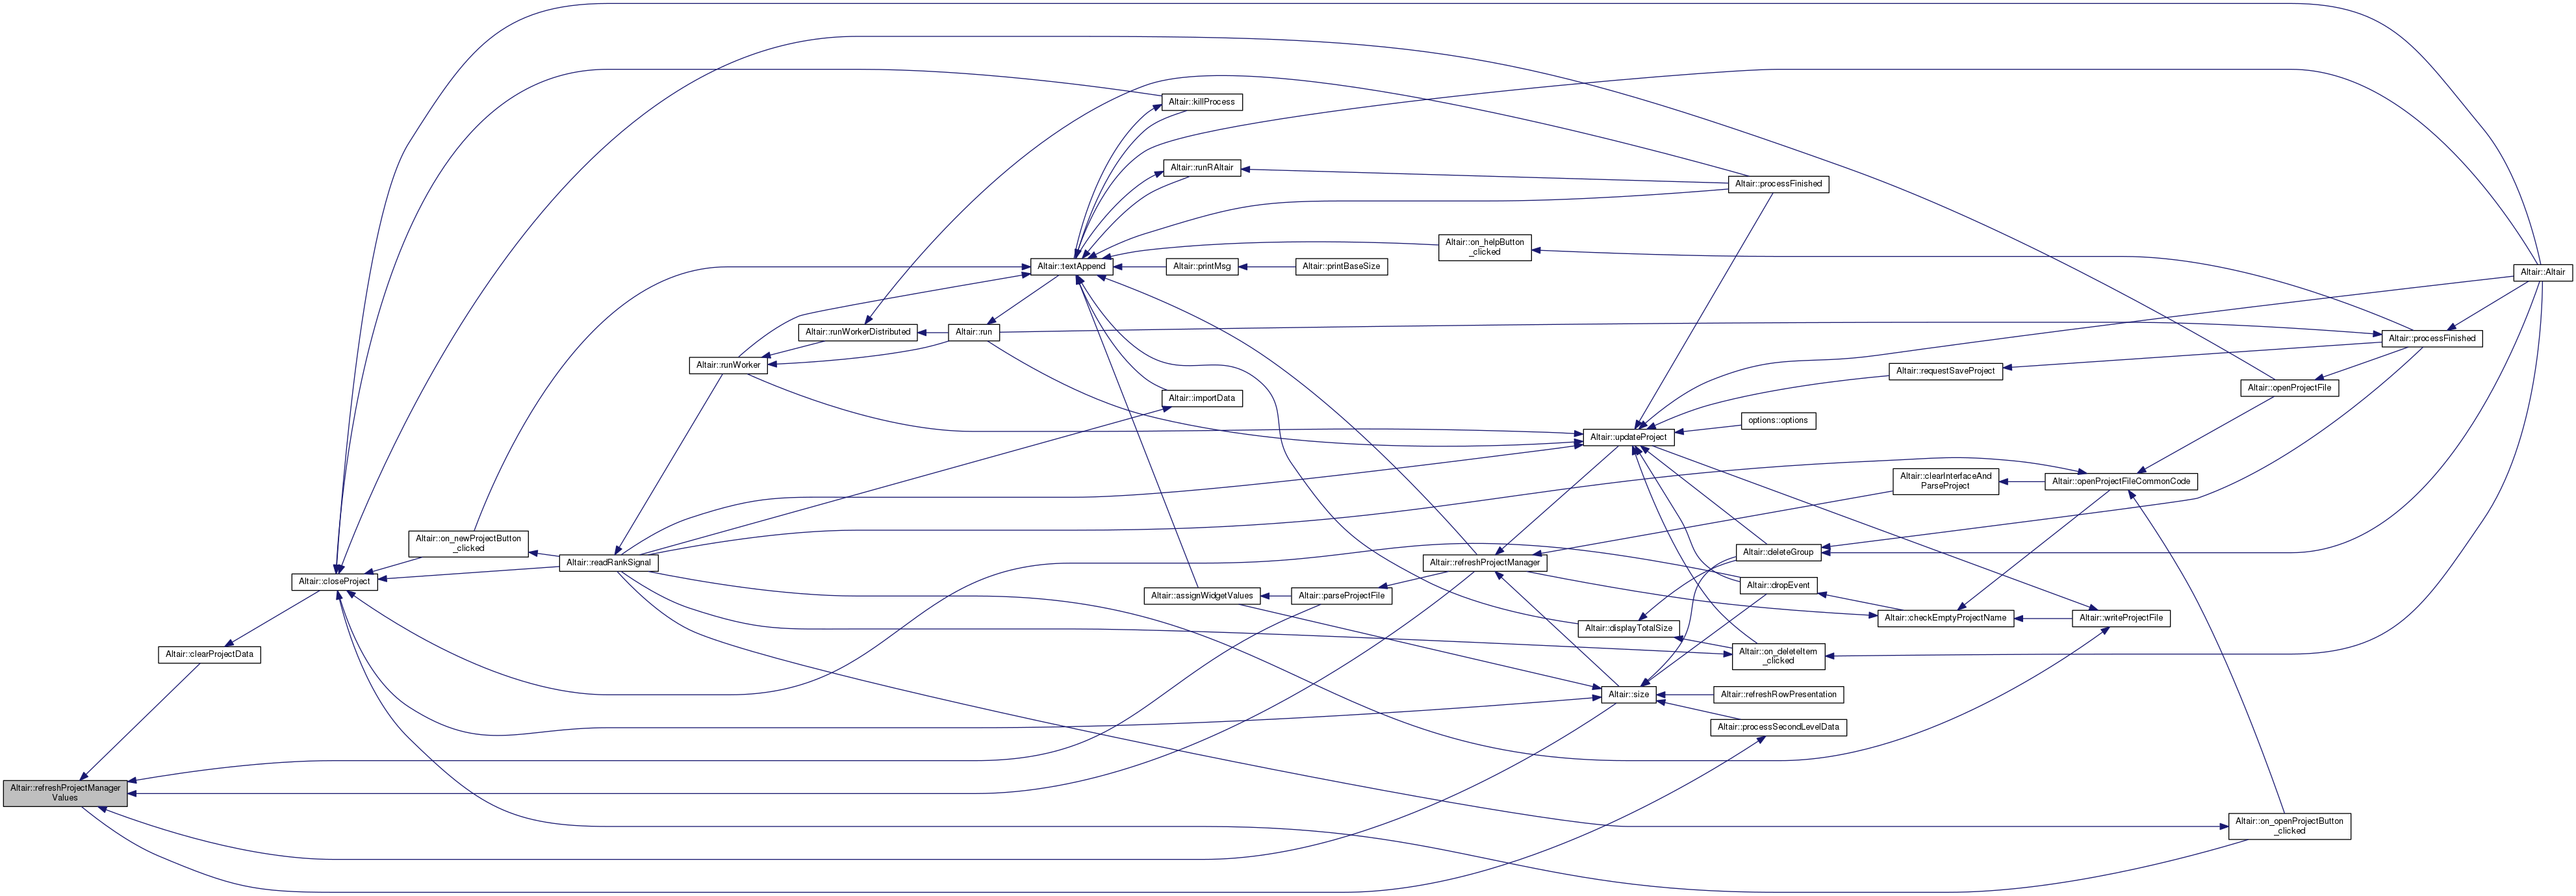 Altair::killProcess
Altair::runRAltair
Altair::processFinished
Altair::on_helpButton
_clicked
Altair::textAppend
Altair::printMsg
Altair::printBaseSize
Altair::Altair
Altair::runWorkerDistributed
Altair::run
Altair::processFinished
Altair::runWorker
Altair::requestSaveProject
Altair::openProjectFile
Altair::importData
options::options
Altair::updateProject
Altair::clearInterfaceAnd
ParseProject
Altair::openProjectFileCommonCode
Altair::on_newProjectButton
_clicked
Altair::readRankSignal
Altair::refreshProjectManager
Altair::deleteGroup
Altair::closeProject
Altair::dropEvent
Altair::assignWidgetValues
Altair::parseProjectFile
Altair::checkEmptyProjectName
Altair::writeProjectFile
Altair::displayTotalSize
Altair::clearProjectData
Altair::on_deleteItem
_clicked
Altair::size
Altair::refreshRowPresentation
Altair::processSecondLevelData
Altair::refreshProjectManager
Values
Altair::on_openProjectButton
_clicked